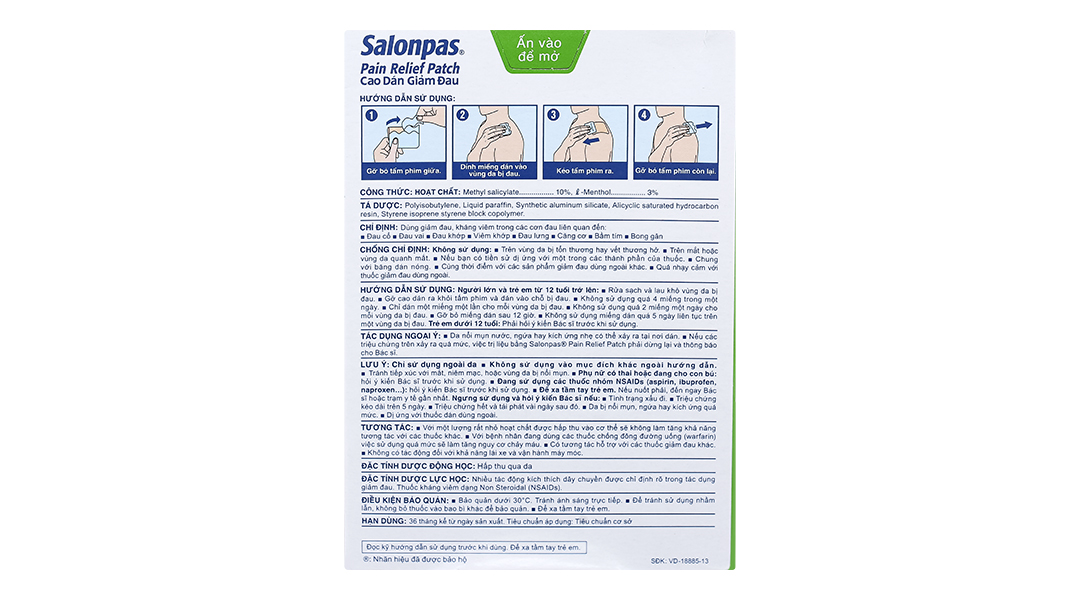 Salonpas®
Pain Relief Patch
Cao Dán Giảm Đau
Ấn vào
để mở
HƯỚNG DẪN SỬ DỤNG:
1
2
3
4
Gỡ bỏ tấm phim giữa.
Dính miếng dán vào
vùng da bị đau.
Kéo tấm phim ra.
Gỡ bỏ tấm phim còn lại.
CÔNG THỨC: HOẠT CHẤT: Methyl salicylate................. 10%, ℓ-Menthol................ 3%
TÁ DƯỢC: Polyisobutylene, Liquid paraffin, Synthetic aluminum silicate, Alicyclic saturated hydrocarbon
resin, Styrene isoprene styrene block copolymer.
CHỈ ĐỊNH: Dùng giảm đau, kháng viêm trong các cơn đau liên quan đến:
■ Đau cổ ■ Đau vai ■ Đau khớp ■ Viêm khớp ■ Đau lưng ■ Căng cơ ■ Bầm tím ■ Bong gân
CHỐNG CHỈ ĐỊNH: Không sử dụng: ■ Trên vùng da bị tổn thương hay vết thương hở. ■ Trên mắt hoặc
vùng da quanh mắt. ■ Nếu bạn có tiền sử dị ứng với một trong các thành phần của thuốc. ■ Chung
với băng dán nóng. ■ Cùng thời điểm với các sản phẩm giảm đau dùng ngoài khác. ■ Quá nhạy cảm với
thuốc giảm đau dùng ngoài.
HƯỚNG DẪN SỬ DỤNG: Người lớn và trẻ em từ 12 tuổi trở lên: ■ Rửa sạch và lau khô vùng da bị
đau. ■ Gỡ cao dán ra khỏi tấm phim và dán vào chỗ bị đau. ■ Không sử dụng quá 4 miếng trong một
ngày. ■ Chỉ dán một miếng một lần cho mỗi vùng da bị đau. ■ Không sử dụng quá 2 miếng một ngày cho
mỗi vùng da bị đau. ■ Gỡ bỏ miếng dán sau 12 giờ. ■ Không sử dụng miếng dán quá 5 ngày liên tục trên
một vùng da bị đau. Trẻ em dưới 12 tuổi: Phải hỏi ý kiến Bác sĩ trước khi sử dụng.
TÁC DỤNG NGOẠI Ý: ■ Da nổi mụn nước, ngứa hay kích ứng nhẹ có thể xảy ra tại nơi dán. ■ Nếu các
triệu chứng trên xảy ra quá mức, việc trị liệu bằng Salonpas® Pain Relief Patch phải dừng lại và thông báo
cho Bác sĩ.
LƯU Ý: Chỉ sử dụng ngoài da ■ Không sử dụng vào mục đích khác ngoài hướng dẫn.
■ Tránh tiếp xúc với mắt, niêm mạc, hoặc vùng da bị nổi mụn. ■ Phụ nữ có thai hoặc đang cho con bú:
hỏi ý kiến Bác sĩ trước khi sử dụng. ■ Đang sử dụng các thuốc nhóm NSAIDs (aspirin, ibuprofen,
naproxen...): hỏi ý kiến Bác sĩ trước khi sử dụng. ■ Để xa tầm tay trẻ em. Nếu nuốt phải, đến ngay Bác
sĩ hoặc trạm y tế gần nhất. Ngưng sử dụng và hỏi ý kiến Bác sĩ nếu: ■ Tình trạng xấu đi. ■ Triệu chứng
kéo dài trên 5 ngày. ■ Triệu chứng hết và tái phát vài ngày sau đó. ■ Da bị nổi mụn, ngứa hay kích ứng quá
mức. ■ Dị ứng với thuốc dán dùng ngoài.
TƯƠNG TÁC: ■ Với một lượng rất nhỏ hoạt chất được hấp thu vào cơ thể sẽ không làm tăng khả năng
tương tác với các thuốc khác. ■ Với bệnh nhân đang dùng các thuốc chống đông đường uống (warfarin)
việc sử dụng quá mức sẽ làm tăng nguy cơ chảy máu. ■ Có tương tác hỗ trợ với các thuốc giảm đau khác.
■ Không có tác động đối với khả năng lái xe và vận hành máy móc.
ĐẶC TÍNH DƯỢC ĐỘNG HỌC: Hấp thu qua da
ĐẶC TÍNH DƯỢC LỰC HỌC: Nhiều tác động kích thích dây chuyền được chỉ định rõ trong tác dụng
giảm đau. Thuốc kháng viêm dạng Non Steroidal (NSAIDs).
ĐIỀU KIỆN BẢO QUẢN: ■ Bảo quản dưới 30°C. Tránh ánh sáng trực tiếp. ■ Để tránh sử dụng nhầm
lẫn, không bỏ thuốc vào bao bì khác để bảo quản. ■ Để xa tầm tay trẻ em.
HẠN DÙNG: 36 tháng kể từ ngày sản xuất. Tiêu chuẩn áp dụng: Tiêu chuẩn cơ sở
Đọc kỹ hướng dẫn sử dụng trước khi dùng. Để xa tầm tay trẻ em.
®: Nhãn hiệu đã được bảo hộ
SĐK: VD-18885-13